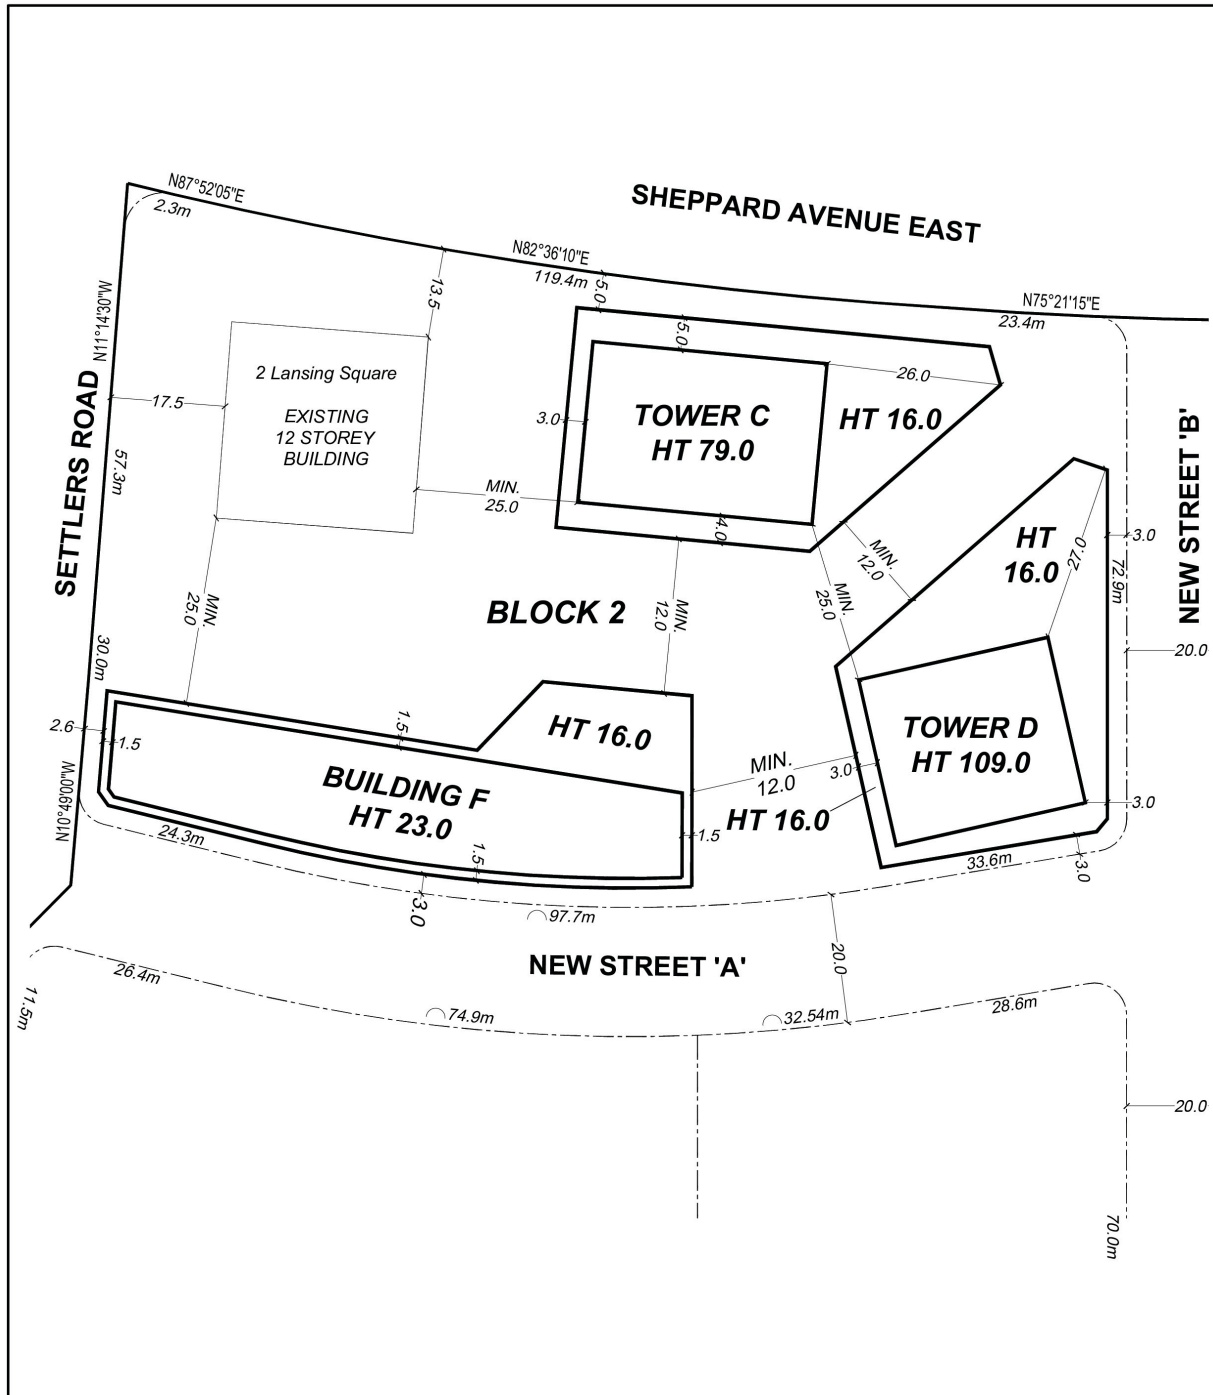 N87°52'05"E
2.3m
SHEPPARD AVENUE EAST
N82°36'10"E
119.4m
N75°21'15"E
23.4m
N11°14'30"W
13.5
5.0
5.0
2 Lansing Square
EXISTING
12 STOREY
BUILDING
17.5
SETTLERS ROAD
57.3m
3.0
TOWER C
HT 79.0
26.0
HT 16.0
NEW STREET 'B'
MIN.
25.0
4.0
MIN.
12.0
HT
16.0
27.0
3.0
72.9m
MIN.
25.0
BLOCK 2
MIN.
12.0
MIN.
25.0
20.0
30.0m
2.6
1.5
1.5
HT 16.0
TOWER D
HT 109.0
MIN.
12.0
3.0
BUILDING F
HT 23.0
HT 16.0
3.0
N10°49'00"W
24.3m
1.5
1.5
33.6m
3.0
3.0
97.7m
NEW STREET 'A'
20.0
26.4m
11.5m
74.9m
32.54m
28.6m
20.0
70.0m